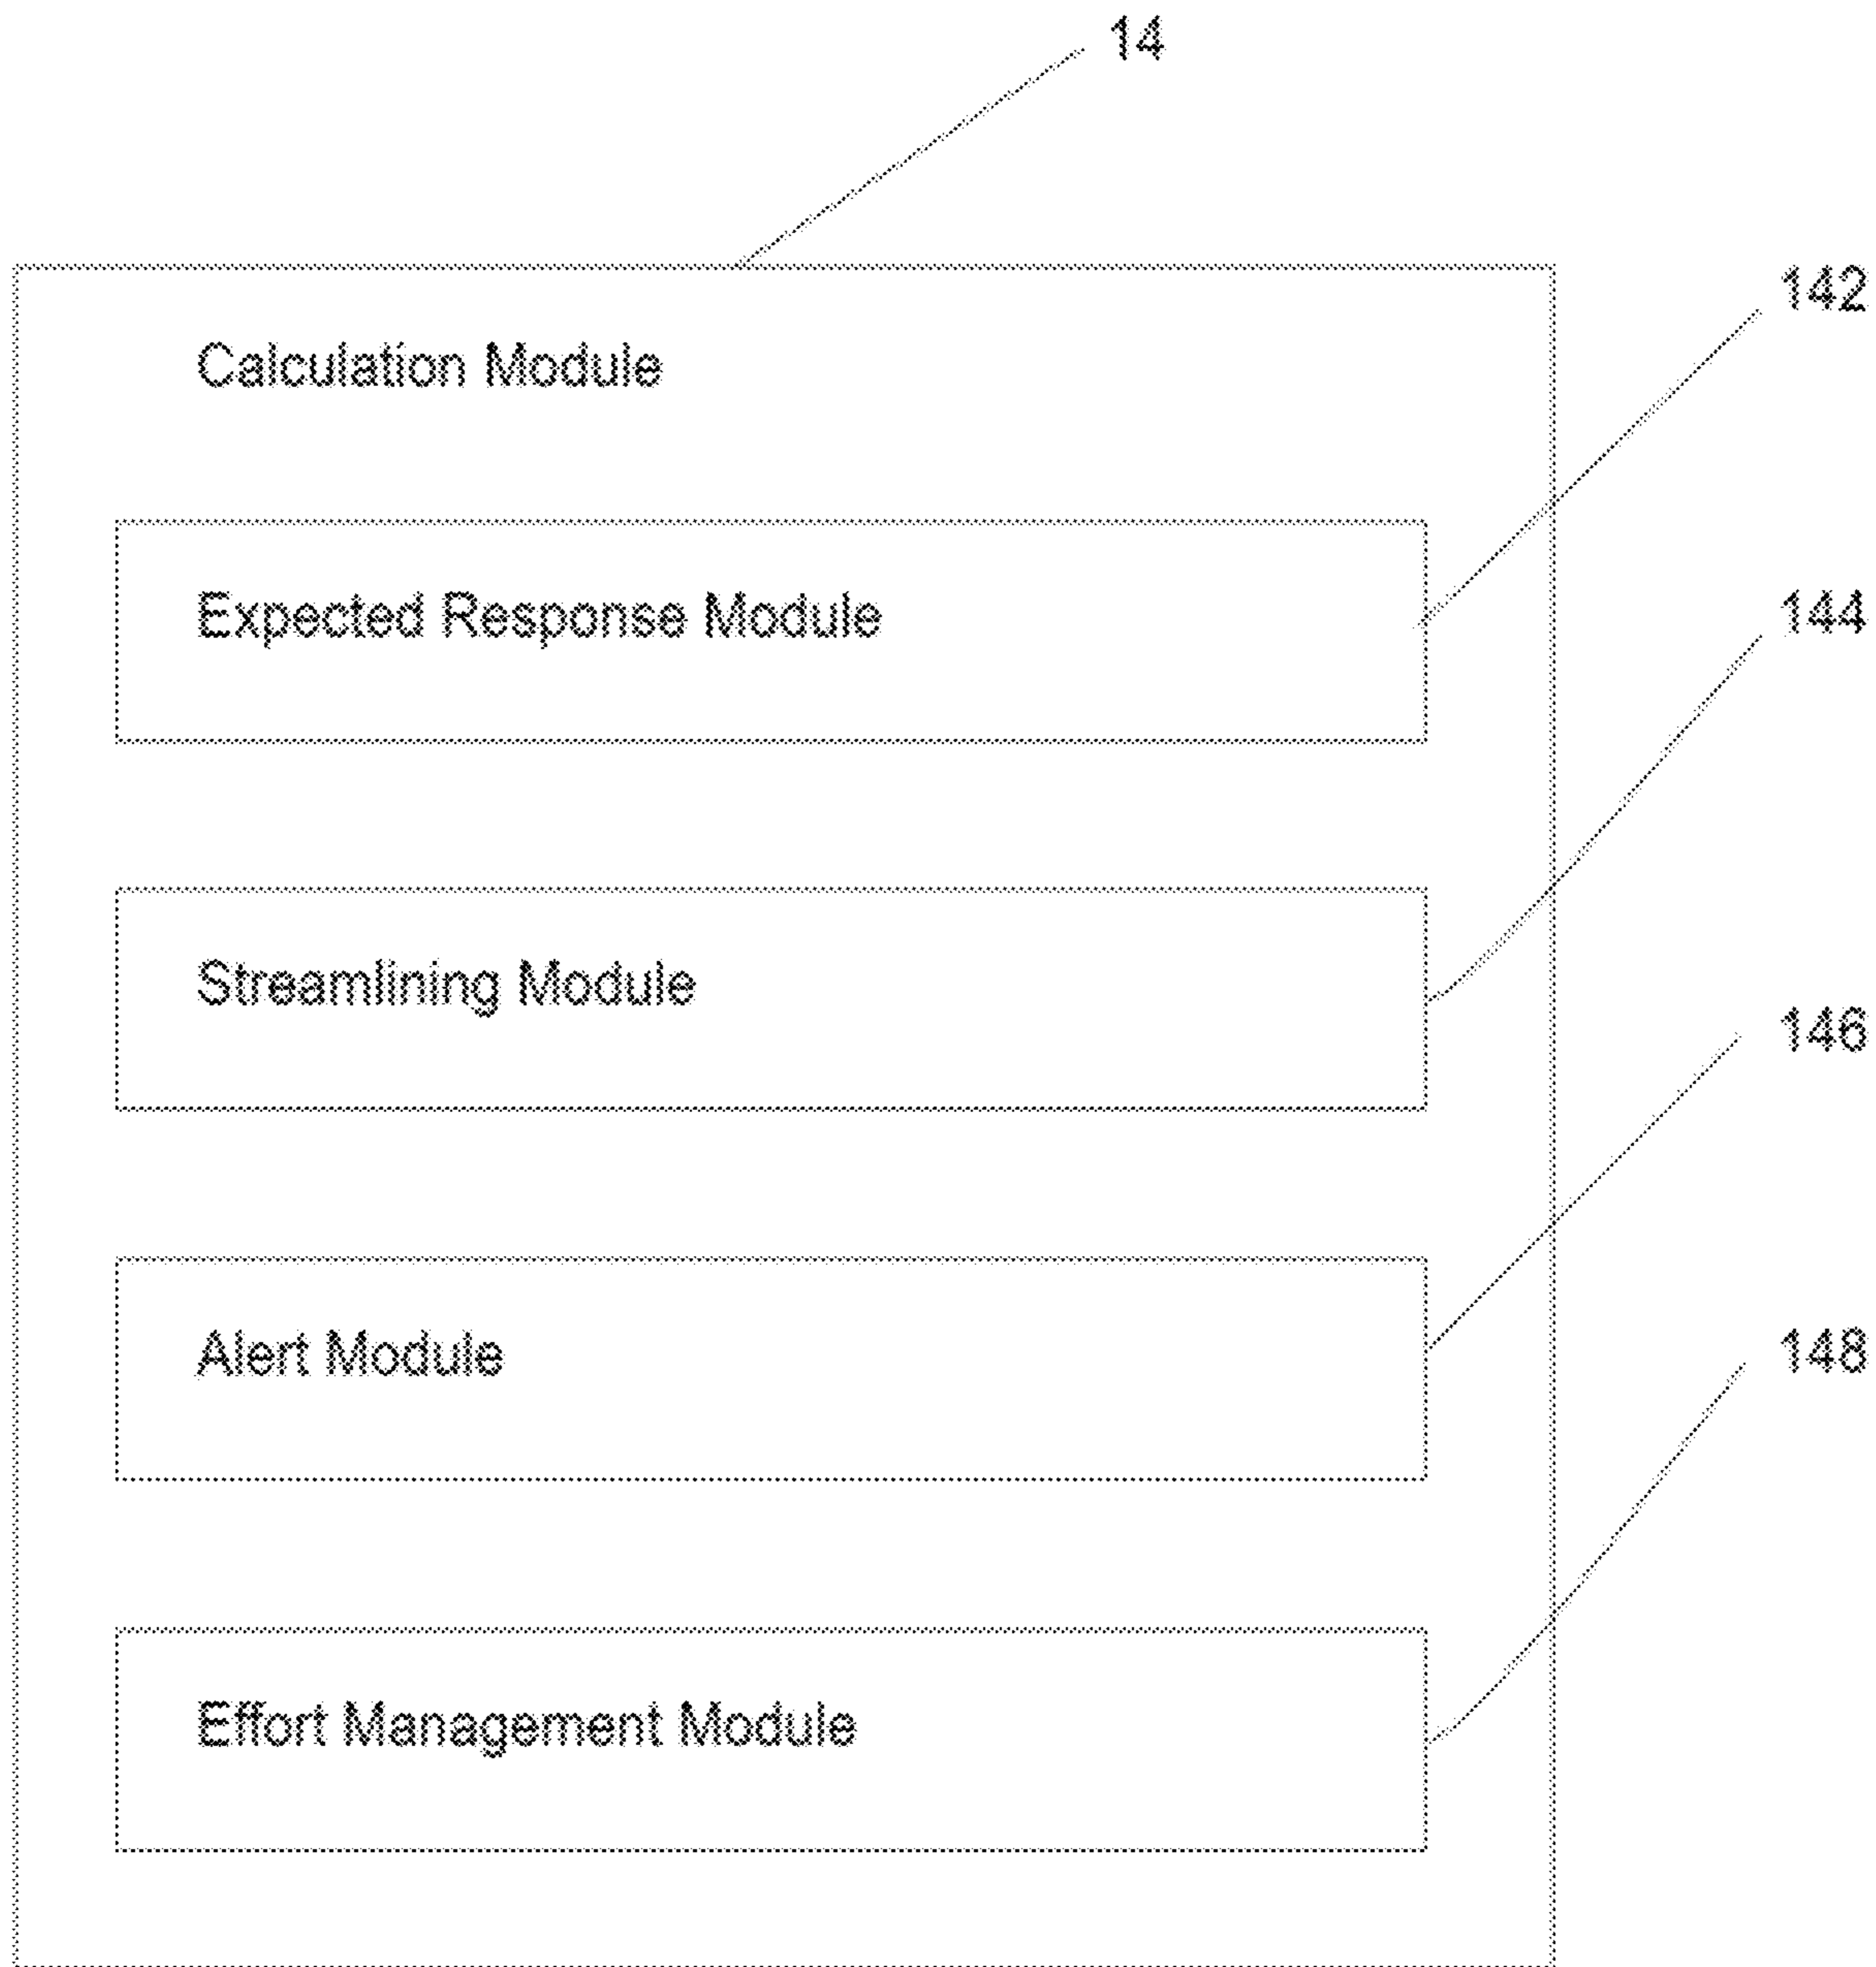 14
142
Calculation Module
Expected Response Module
144
Streamlining Module
146
Alert Module
148
Effort Management Module